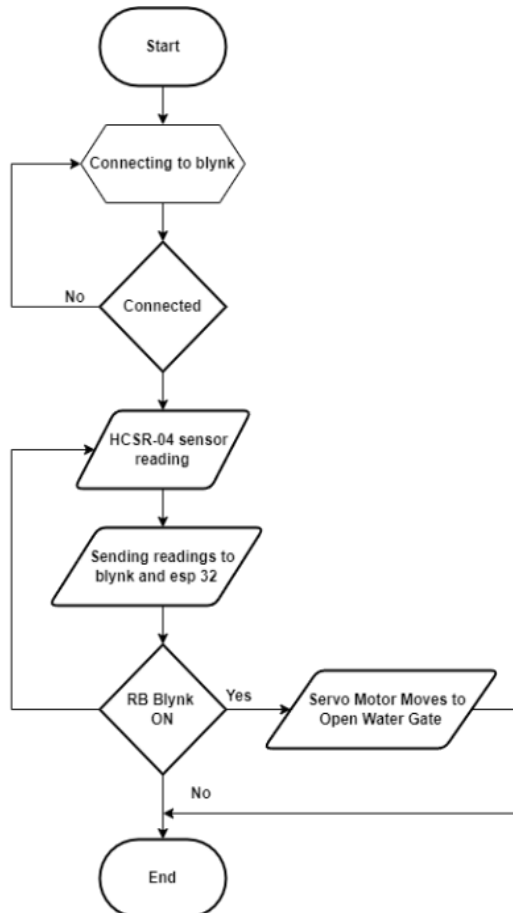 Start
Connecting to blynk
No
Connected
HCSR-04 sensor
reading
Sending readings to
blynk and esp 32
RB Blynk
ON
Yes
Servo Motor Moves to
Open Water Gate
No
End